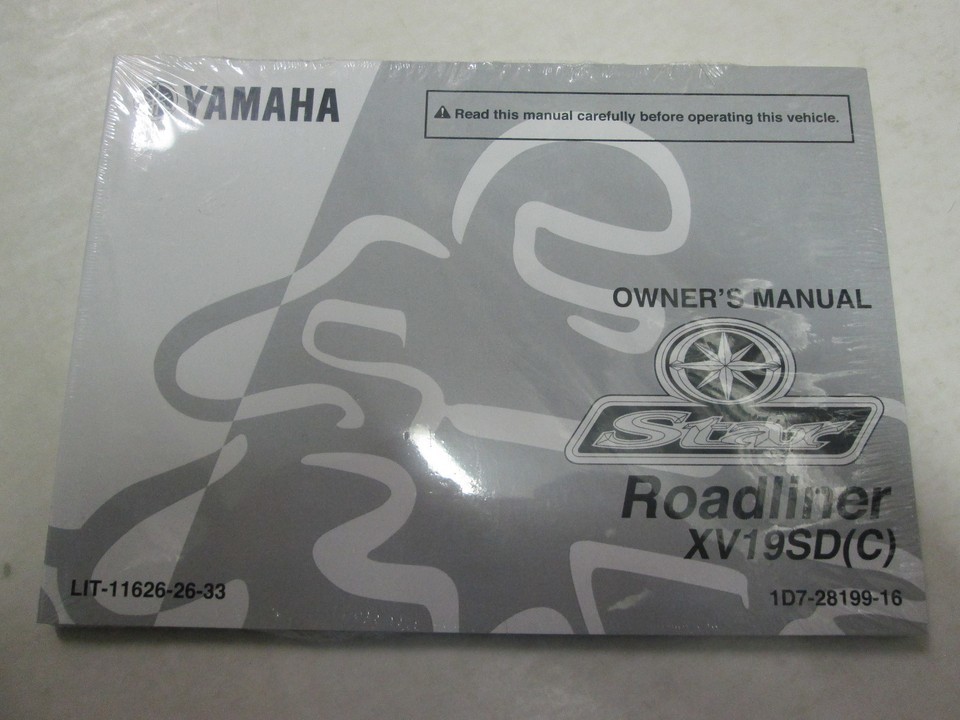 YAMAHA
⚠ Read this manual carefully before operating this vehicle.
OWNER'S MANUAL
Star
Roadliner
XV19SD(C)
LIT-11626-26-33
1D7-28199-16